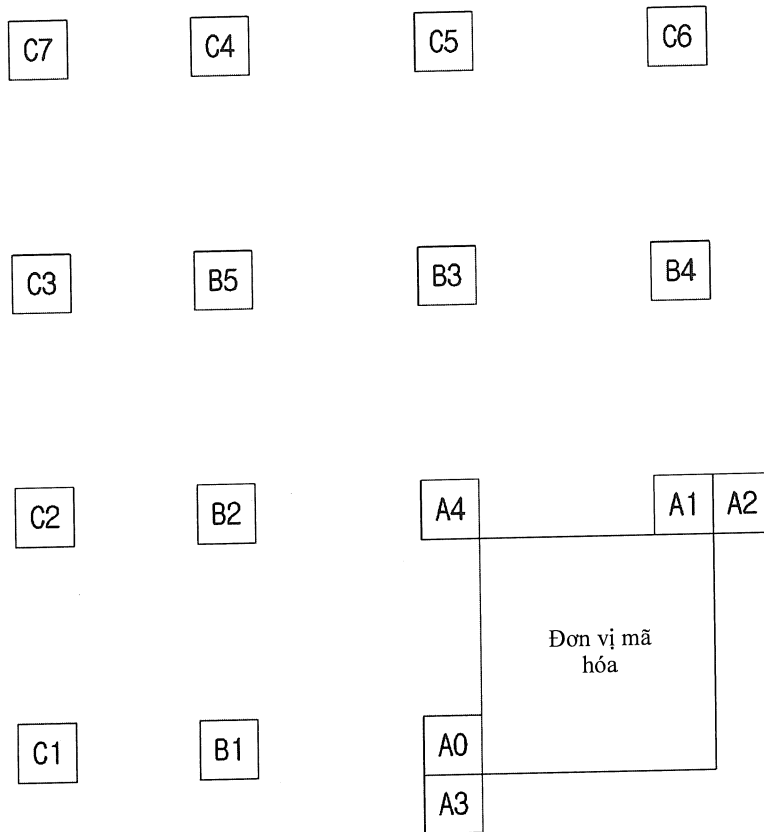 C7 C4 C5 C6
C3 B5 B3 B4
C2 B2 A4 A1 A2
Đơn vị mã
hóa
C1 B1 A0
A3